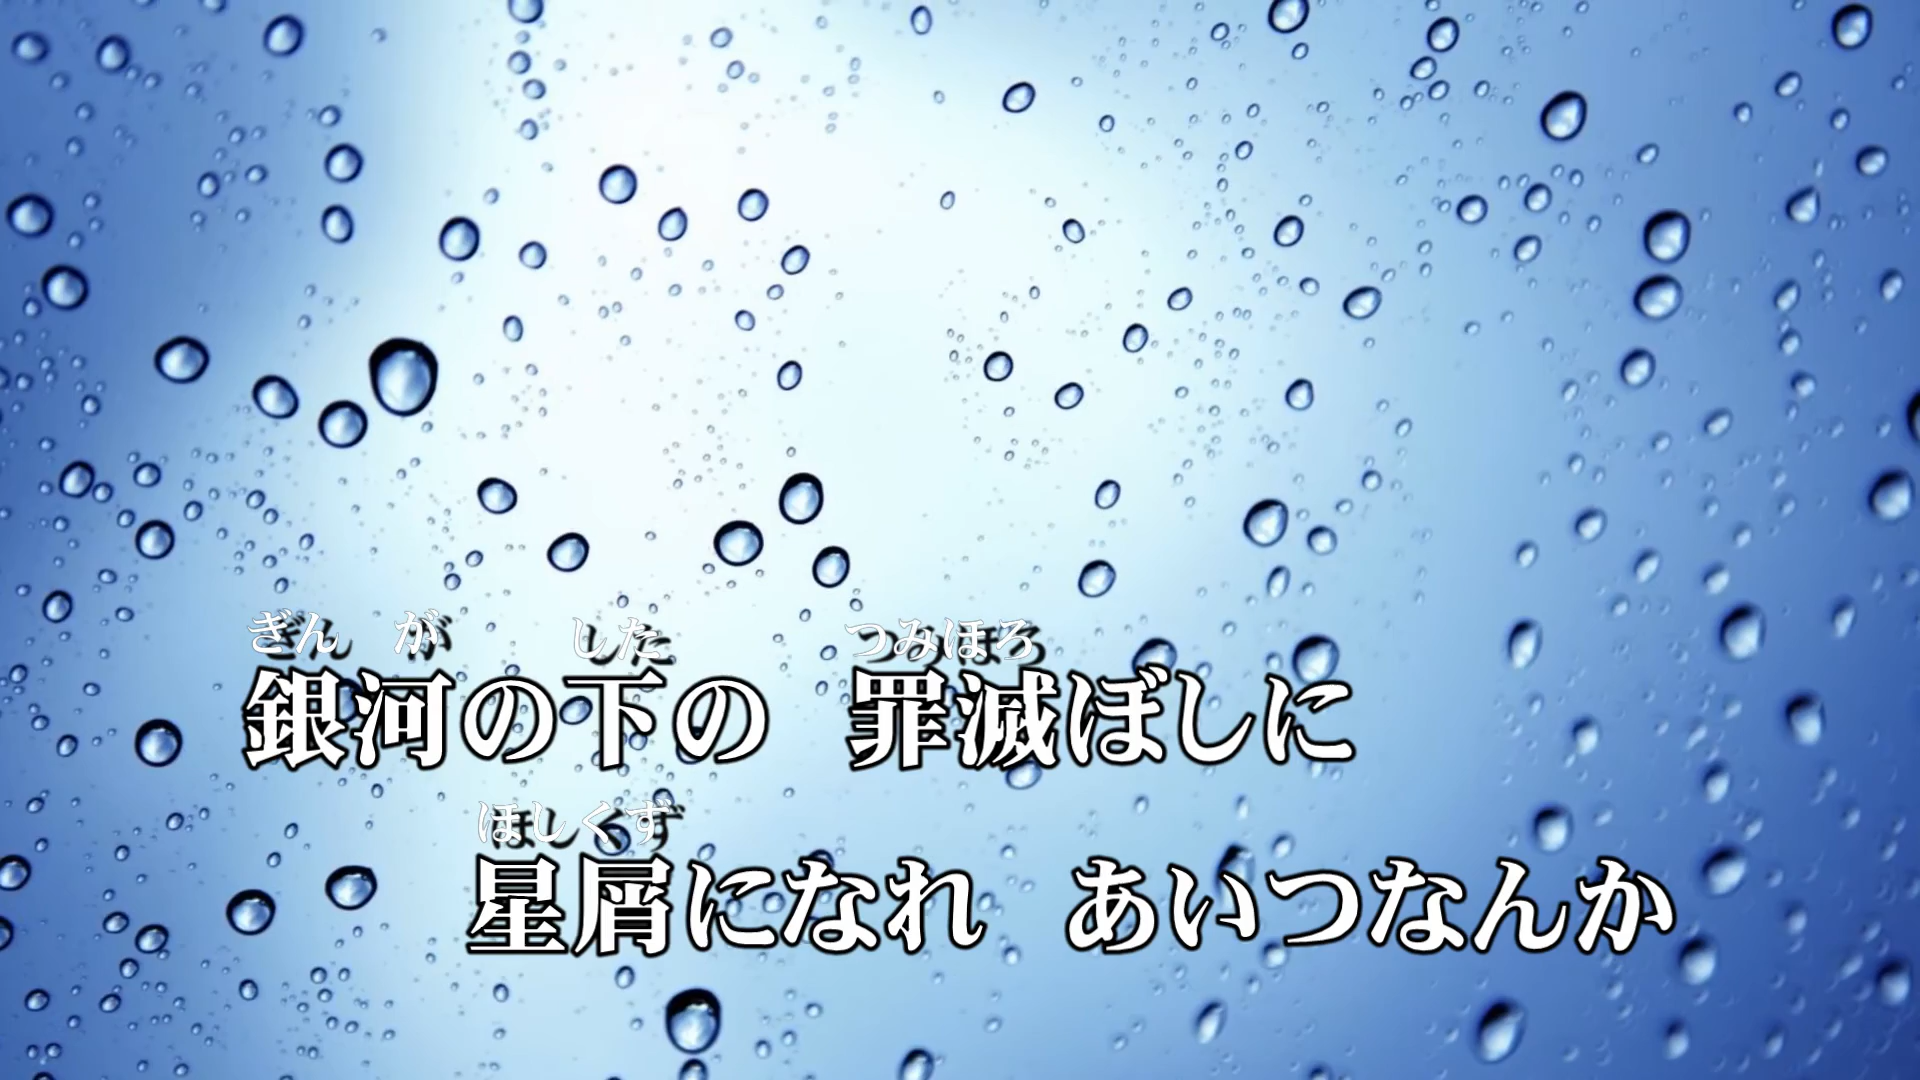 ぎん が した つみほろ
銀河の下の 罪滅ぼしに
ほしくず
星屑になれ あいつなんか